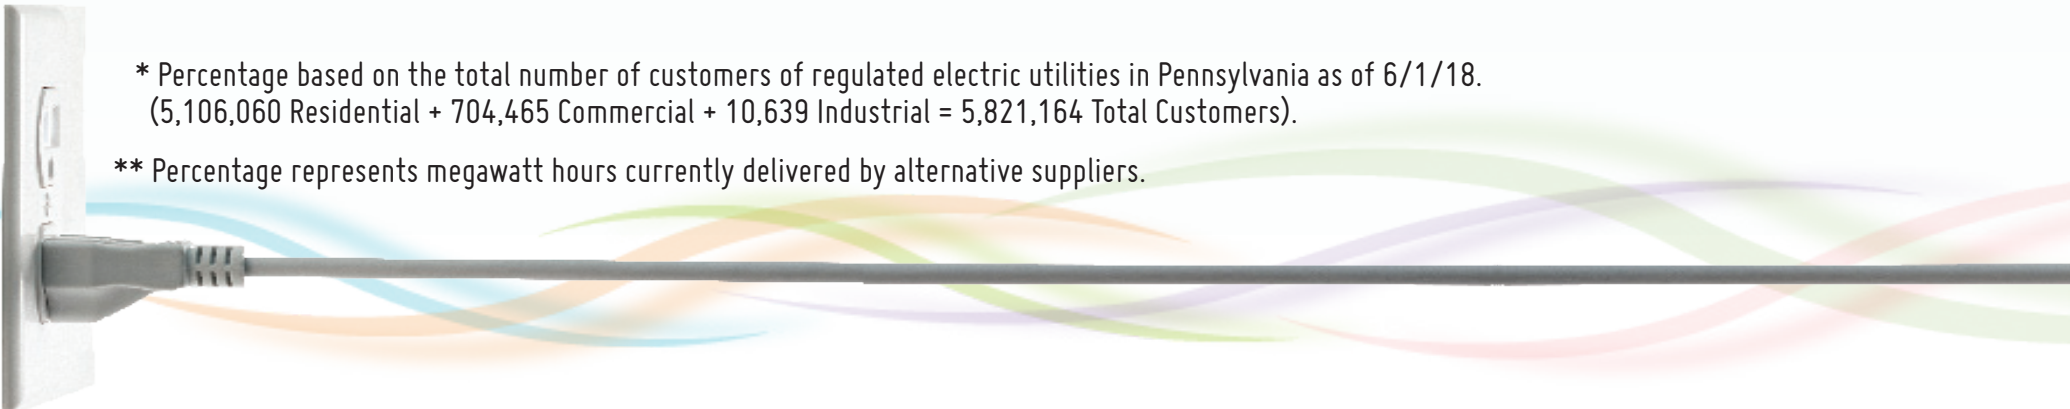 * Percentage based on the total number of customers of regulated electric utilities in Pennsylvania as of 6/1/18.
(5,106,060 Residential + 704,465 Commercial + 10,639 Industrial = 5,821,164 Total Customers).
** Percentage represents megawatt hours currently delivered by alternative suppliers.